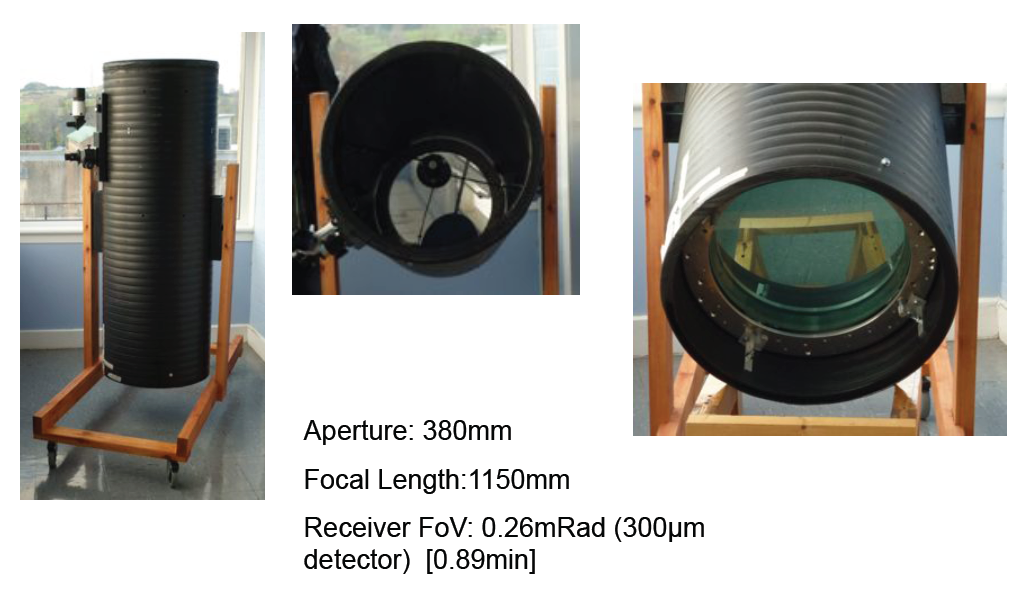 Aperture: 380mm
Focal Length:1150mm
Receiver FoV: 0.26mRad (300µm
detector)  [0.89min]